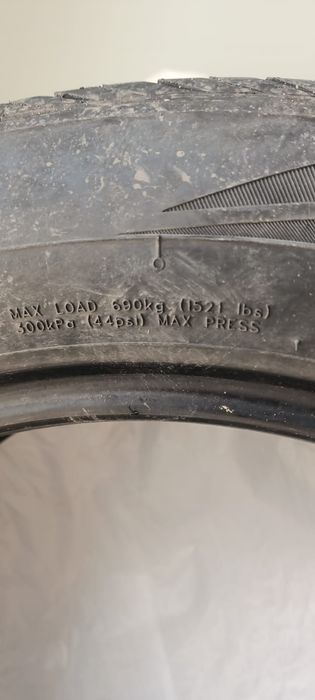 MAX LOAD 690kg (1521 lbs)
300kPa (44psi) MAX PRESS